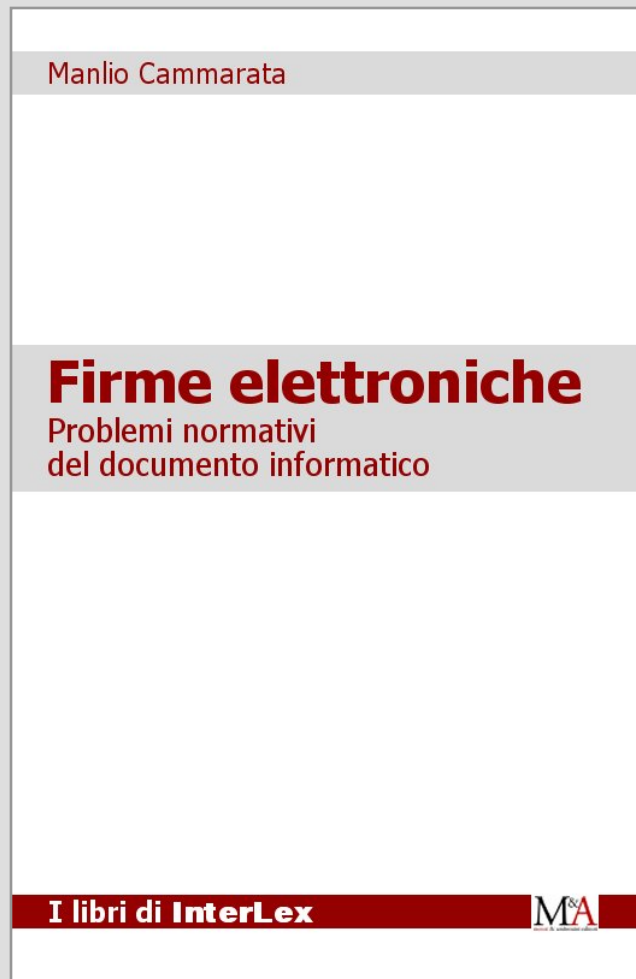 Manlio Cammarata
Firme elettroniche
Problemi normativi
del documento informatico
I libri di InterLex
M&A